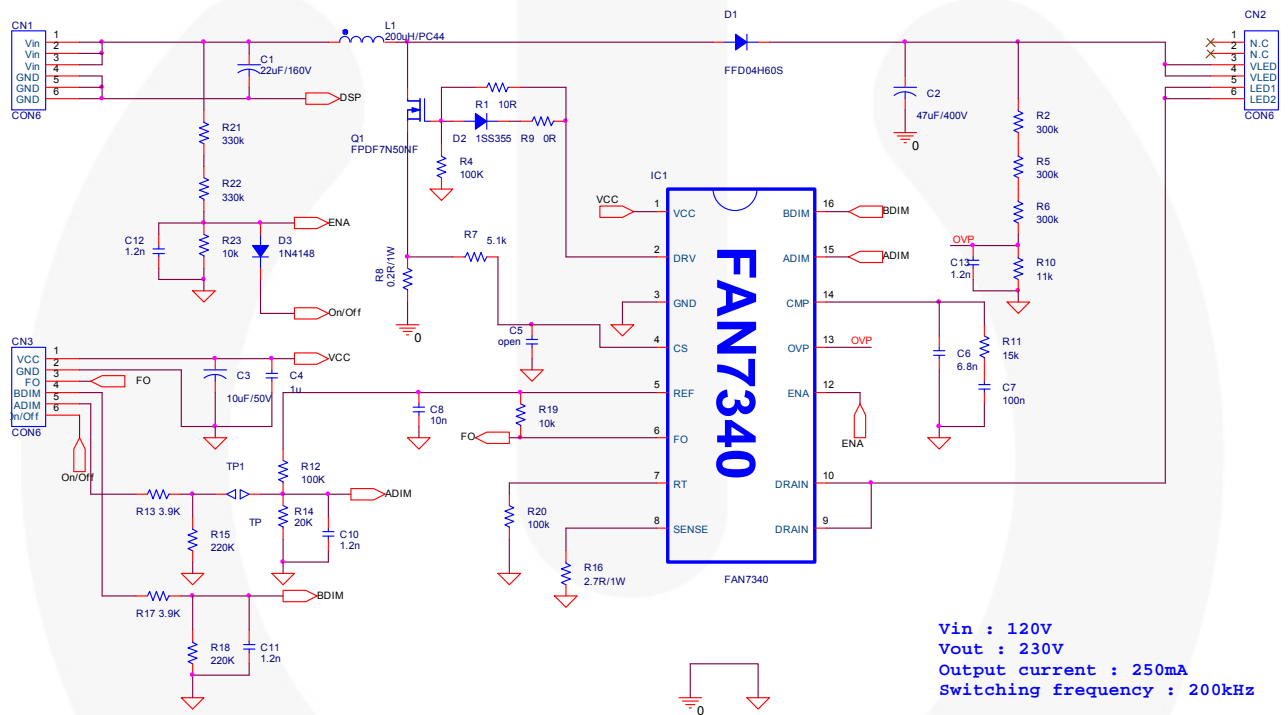 CN1
1
2
3
4
5
6
Vin
Vin
Vin
GND
GND
GND
CON6
C1
22uF/160V
DSP
L1
200uH/PC44
D1
FFD04H60S
CN2
1
2
3
4
5
6
N.C
N.C
VLED
VLED
LED1
LED2
CON6
R21
330k
R22
330k
R23
10k
C12
1.2n
ENA
D3
1N4148
On/Off
Q1
FPDF7N50NF
R1
10R
D2
1SS355
R9
0R
R4
100K
R7
5.1k
R8
0.2R/1W
0
C5
open
C2
47uF/400V
0
R2
300k
R5
300k
R6
300k
OVP
C13
1.2n
R10
11k
IC1
VCC
1
VCC
2
DRV
3
GND
4
CS
5
REF
6
FO
7
RT
8
SENSE
FAN7340
16
BDIM
BDIM
15
ADIM
ADIM
14
CMP
13
OVP
OVP
12
ENA
ENA
10
DRAIN
9
DRAIN
FAN7340
C6
6.8n
R11
15k
C7
100n
CN3
1
2
3
4
5
6
VCC
GND
FO
BDIM
ADIM
On/Off
CON6
VCC
FO
C3
10uF/50V
C4
1u
On/Off
C8
10n
R19
10k
FO
R12
100K
TP1
TP
ADIM
R13 3.9K
R14
20K
R15
220K
C10
1.2n
R20
100k
R16
2.7R/1W
BDIM
R17 3.9K
R18
220K
C11
1.2n
0
Vin : 120V
Vout : 230V
Output current : 250mA
Switching frequency : 200kHz